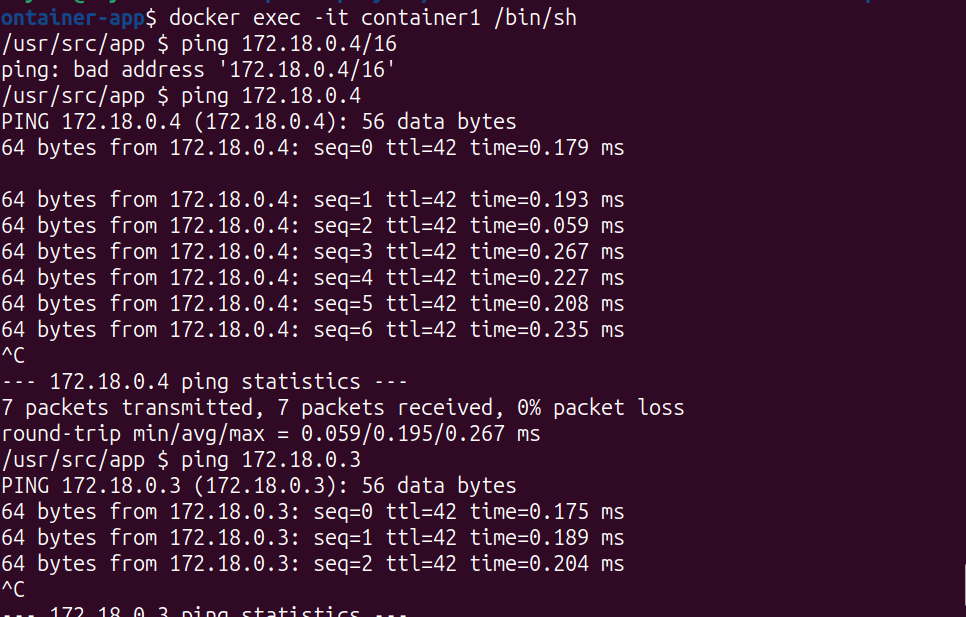 ontainer-app$ docker exec -it container1 /bin/sh
/usr/src/app $ ping 172.18.0.4/16
ping: bad address '172.18.0.4/16'
/usr/src/app $ ping 172.18.0.4
PING 172.18.0.4 (172.18.0.4): 56 data bytes
64 bytes from 172.18.0.4: seq=0 ttl=42 time=0.179 ms
64 bytes from 172.18.0.4: seq=1 ttl=42 time=0.193 ms
64 bytes from 172.18.0.4: seq=2 ttl=42 time=0.059 ms
64 bytes from 172.18.0.4: seq=3 ttl=42 time=0.267 ms
64 bytes from 172.18.0.4: seq=4 ttl=42 time=0.227 ms
64 bytes from 172.18.0.4: seq=5 ttl=42 time=0.208 ms
64 bytes from 172.18.0.4: seq=6 ttl=42 time=0.235 ms
^C
--- 172.18.0.4 ping statistics ---
7 packets transmitted, 7 packets received, 0% packet loss
round-trip min/avg/max = 0.059/0.195/0.267 ms
/usr/src/app $ ping 172.18.0.3
PING 172.18.0.3 (172.18.0.3): 56 data bytes
64 bytes from 172.18.0.3: seq=0 ttl=42 time=0.175 ms
64 bytes from 172.18.0.3: seq=1 ttl=42 time=0.189 ms
64 bytes from 172.18.0.3: seq=2 ttl=42 time=0.204 ms
^C
--- 172.18.0.3 ping statistics ---